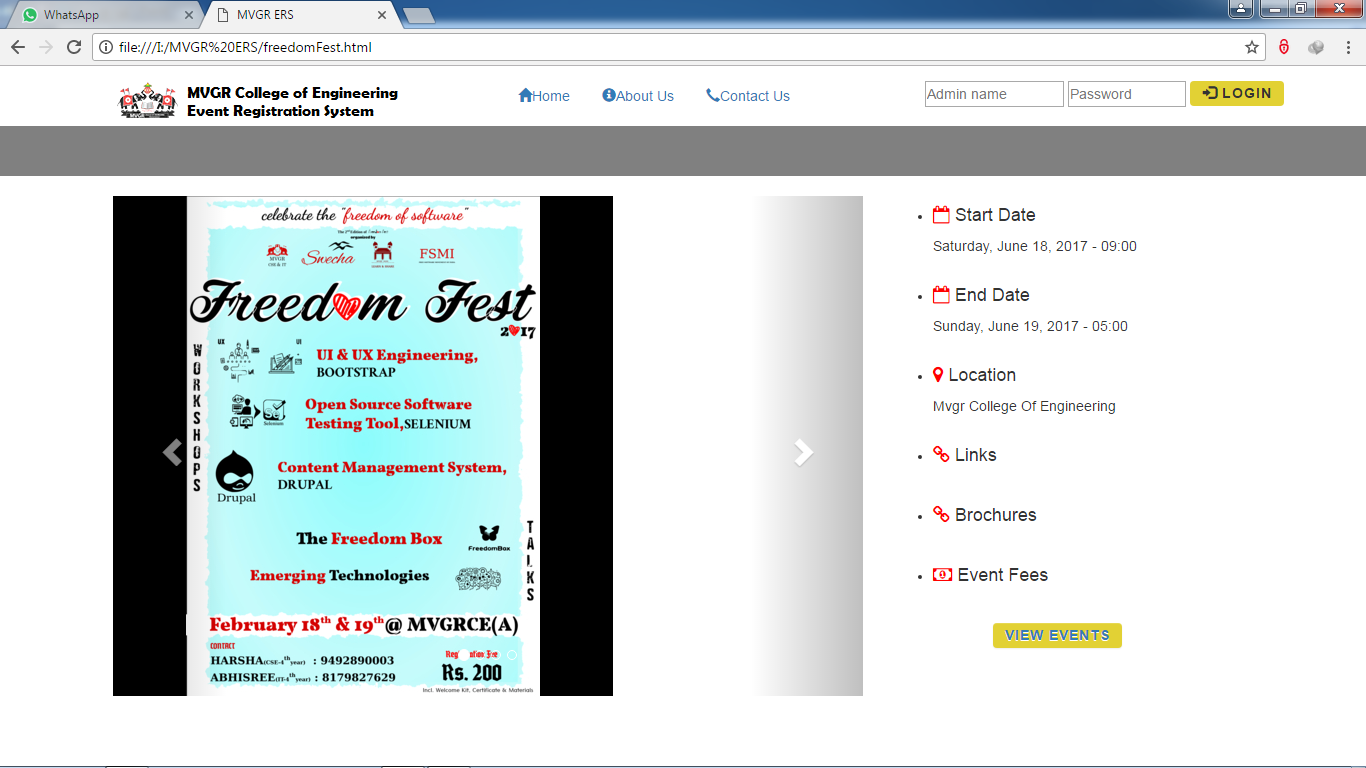 WhatsApp
MVGR ERS
file:///I:/MVGR%20ERS/freedomFest.html
MVGR College of Engineering
Event Registration System
Home
About Us
Contact Us
Admin name
Password
LOGIN
celebrate the "freedom of software"
organized by
MVGR
CSE & IT
Swecha
FSMI
Freedom Fest
2017
WORKSHOPS
UX
UI
UI & UX Engineering,
BOOTSTRAP
Open Source Software
Testing Tool,SELENIUM
Selenium
Content Management System,
DRUPAL
Drupal
TALKS
The Freedom Box
FreedomBox
Emerging Technologies
February 18th & 19th@ MVGRCE(A)
CONTACT
HARSHA(CSE-4th year) : 9492890003
ABHISREE(IT-4th year) : 8179827629
Rs. 200
Incl. Welcome Kit, Certificate & Materials
Start Date
Saturday, June 18, 2017 - 09:00
End Date
Sunday, June 19, 2017 - 05:00
Location
Mvgr College Of Engineering
Links
Brochures
Event Fees
VIEW EVENTS